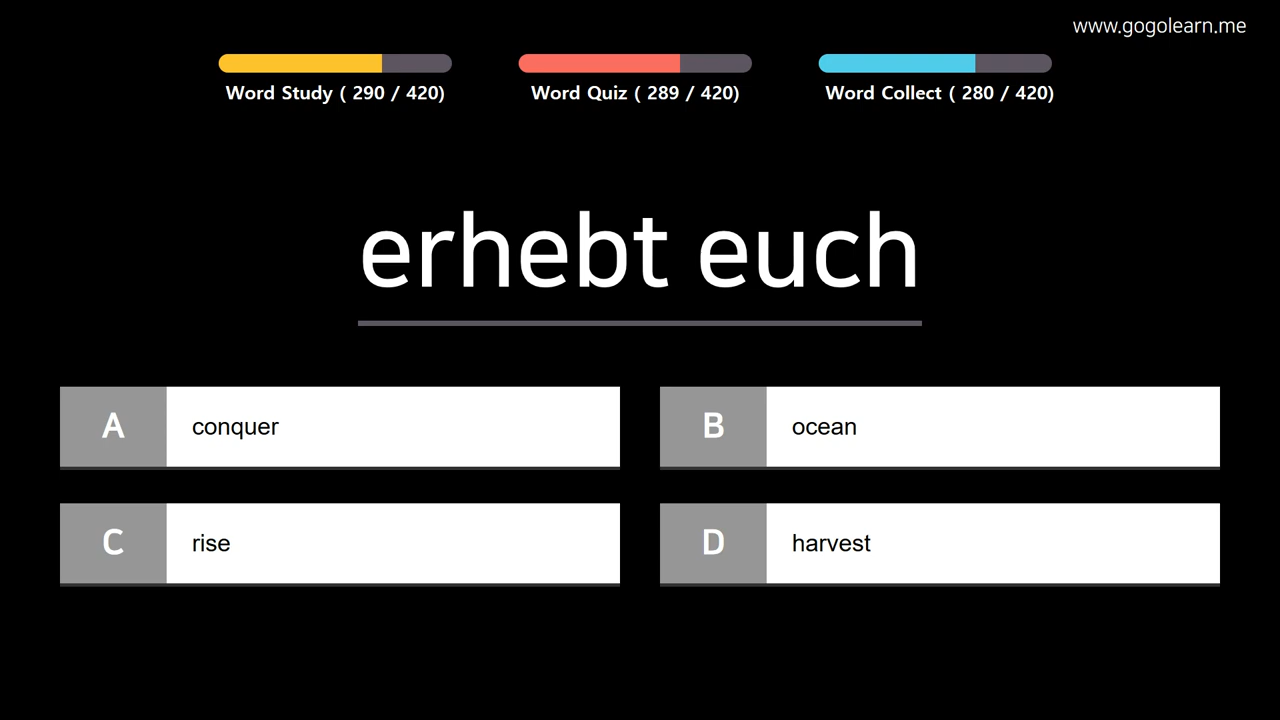 www.gogolearn.me
Word Study ( 290 / 420)
Word Quiz ( 289 / 420)
Word Collect ( 280 / 420)
erhebt euch
A conquer
B ocean
C rise
D harvest